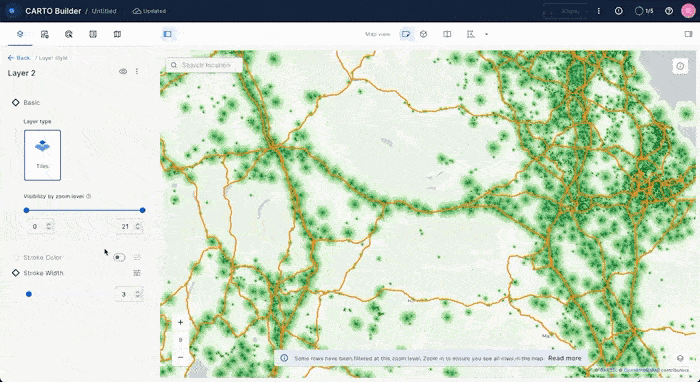 CARTO Builder / Untitled
Updated
1/5
Map view
Back / Layer style
Layer 2
Search location
Basic
Layer type
Tiles
Visibility by zoom level
0
21
Stroke Color
Stroke Width
3
9
Some rows have been filtered at this zoom level. Zoom in to ensure you see all rows in the map. Read more
© CARTO, © OpenStreetMap contributors